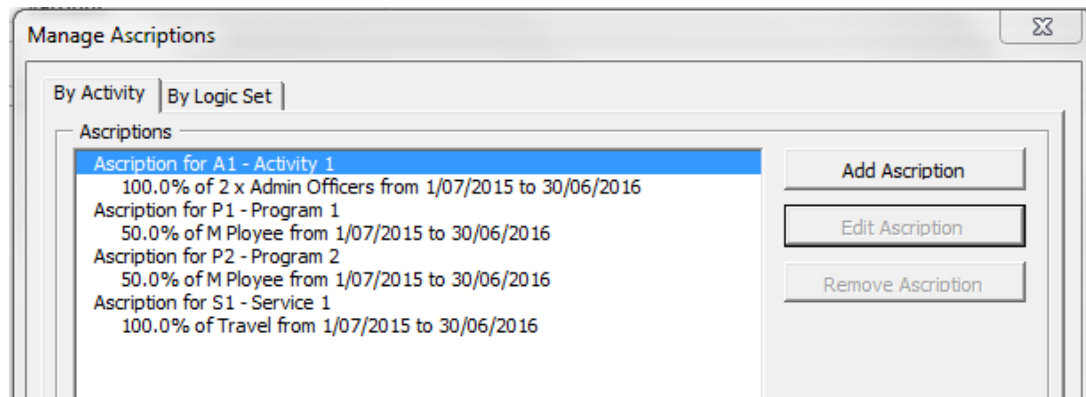 Manage Ascriptions
By Activity
By Logic Set
Ascriptions
Ascription for A1 - Activity 1
100.0% of 2 x Admin Officers from 1/07/2015 to 30/06/2016
Ascription for P1 - Program 1
50.0% of M Ployee from 1/07/2015 to 30/06/2016
Ascription for P2 - Program 2
50.0% of M Ployee from 1/07/2015 to 30/06/2016
Ascription for S1 - Service 1
100.0% of Travel from 1/07/2015 to 30/06/2016
Add Ascription
Edit Ascription
Remove Ascription